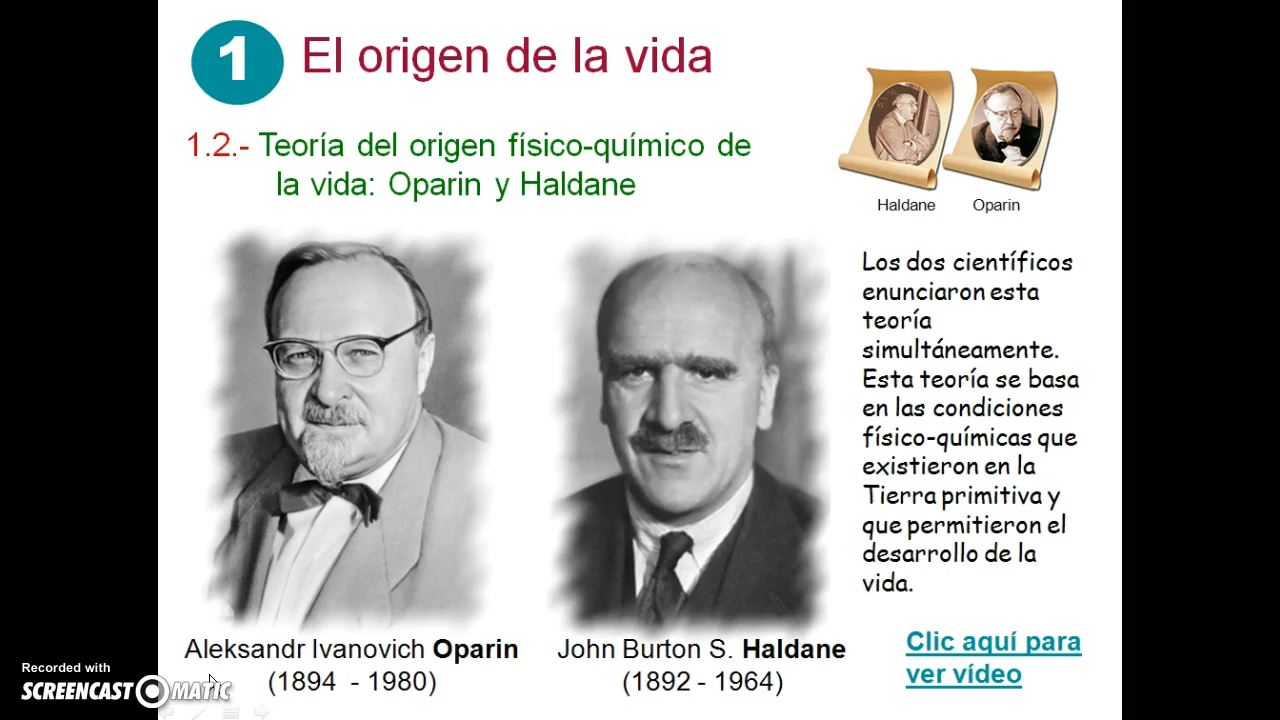 1 El origen de la vida
1.2.- Teoría del origen físico-químico de
la vida: Oparin y Haldane
Haldane Oparin
Los dos científicos
enunciaron esta
teoría
simultáneamente.
Esta teoría se basa
en las condiciones
físico-químicas que
existieron en la
Tierra primitiva y
que permitieron el
desarrollo de la
vida.
Aleksandr Ivanovich Oparin
(1894 - 1980)
John Burton S. Haldane
(1892 - 1964)
Clic aquí para
ver vídeo
Recorded with
SCREENCAST MATIC